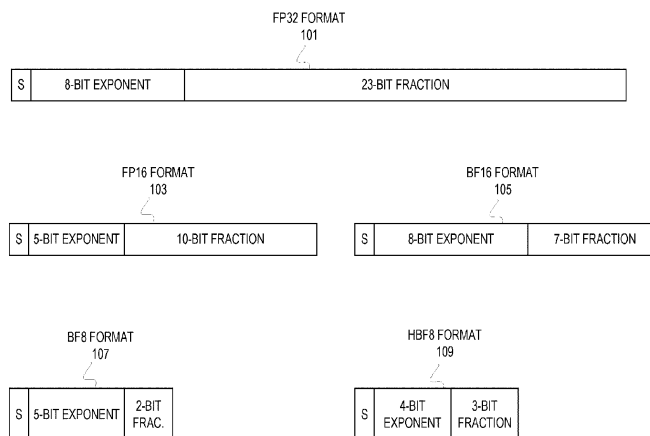 FP32 FORMAT
101
S 8-BIT EXPONENT 23-BIT FRACTION
FP16 FORMAT
103
S 5-BIT EXPONENT 10-BIT FRACTION
BF16 FORMAT
105
S 8-BIT EXPONENT 7-BIT FRACTION
BF8 FORMAT
107
S 5-BIT EXPONENT 2-BIT
FRAC.
HBF8 FORMAT
109
S 4-BIT
EXPONENT
3-BIT
FRACTION